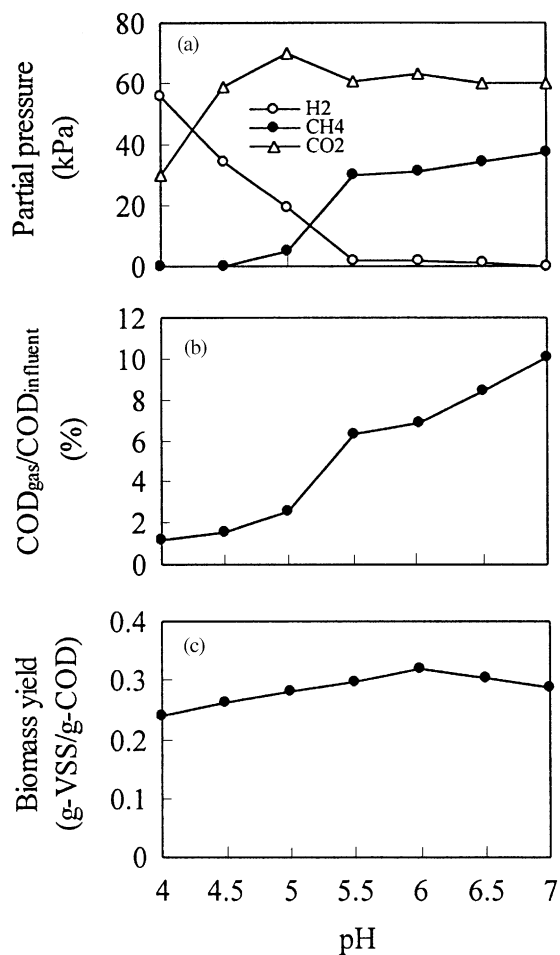 Partial pressure
(kPa)
80
60
40
20
0
(a)
H2
CH4
CO2
COD_gas/COD_influent
(%)
12
10
8
6
4
2
0
(b)
Biomass yield
(g-VSS/g-COD)
0.4
0.3
0.2
0.1
0
(c)
4 4.5 5 5.5 6 6.5 7
pH